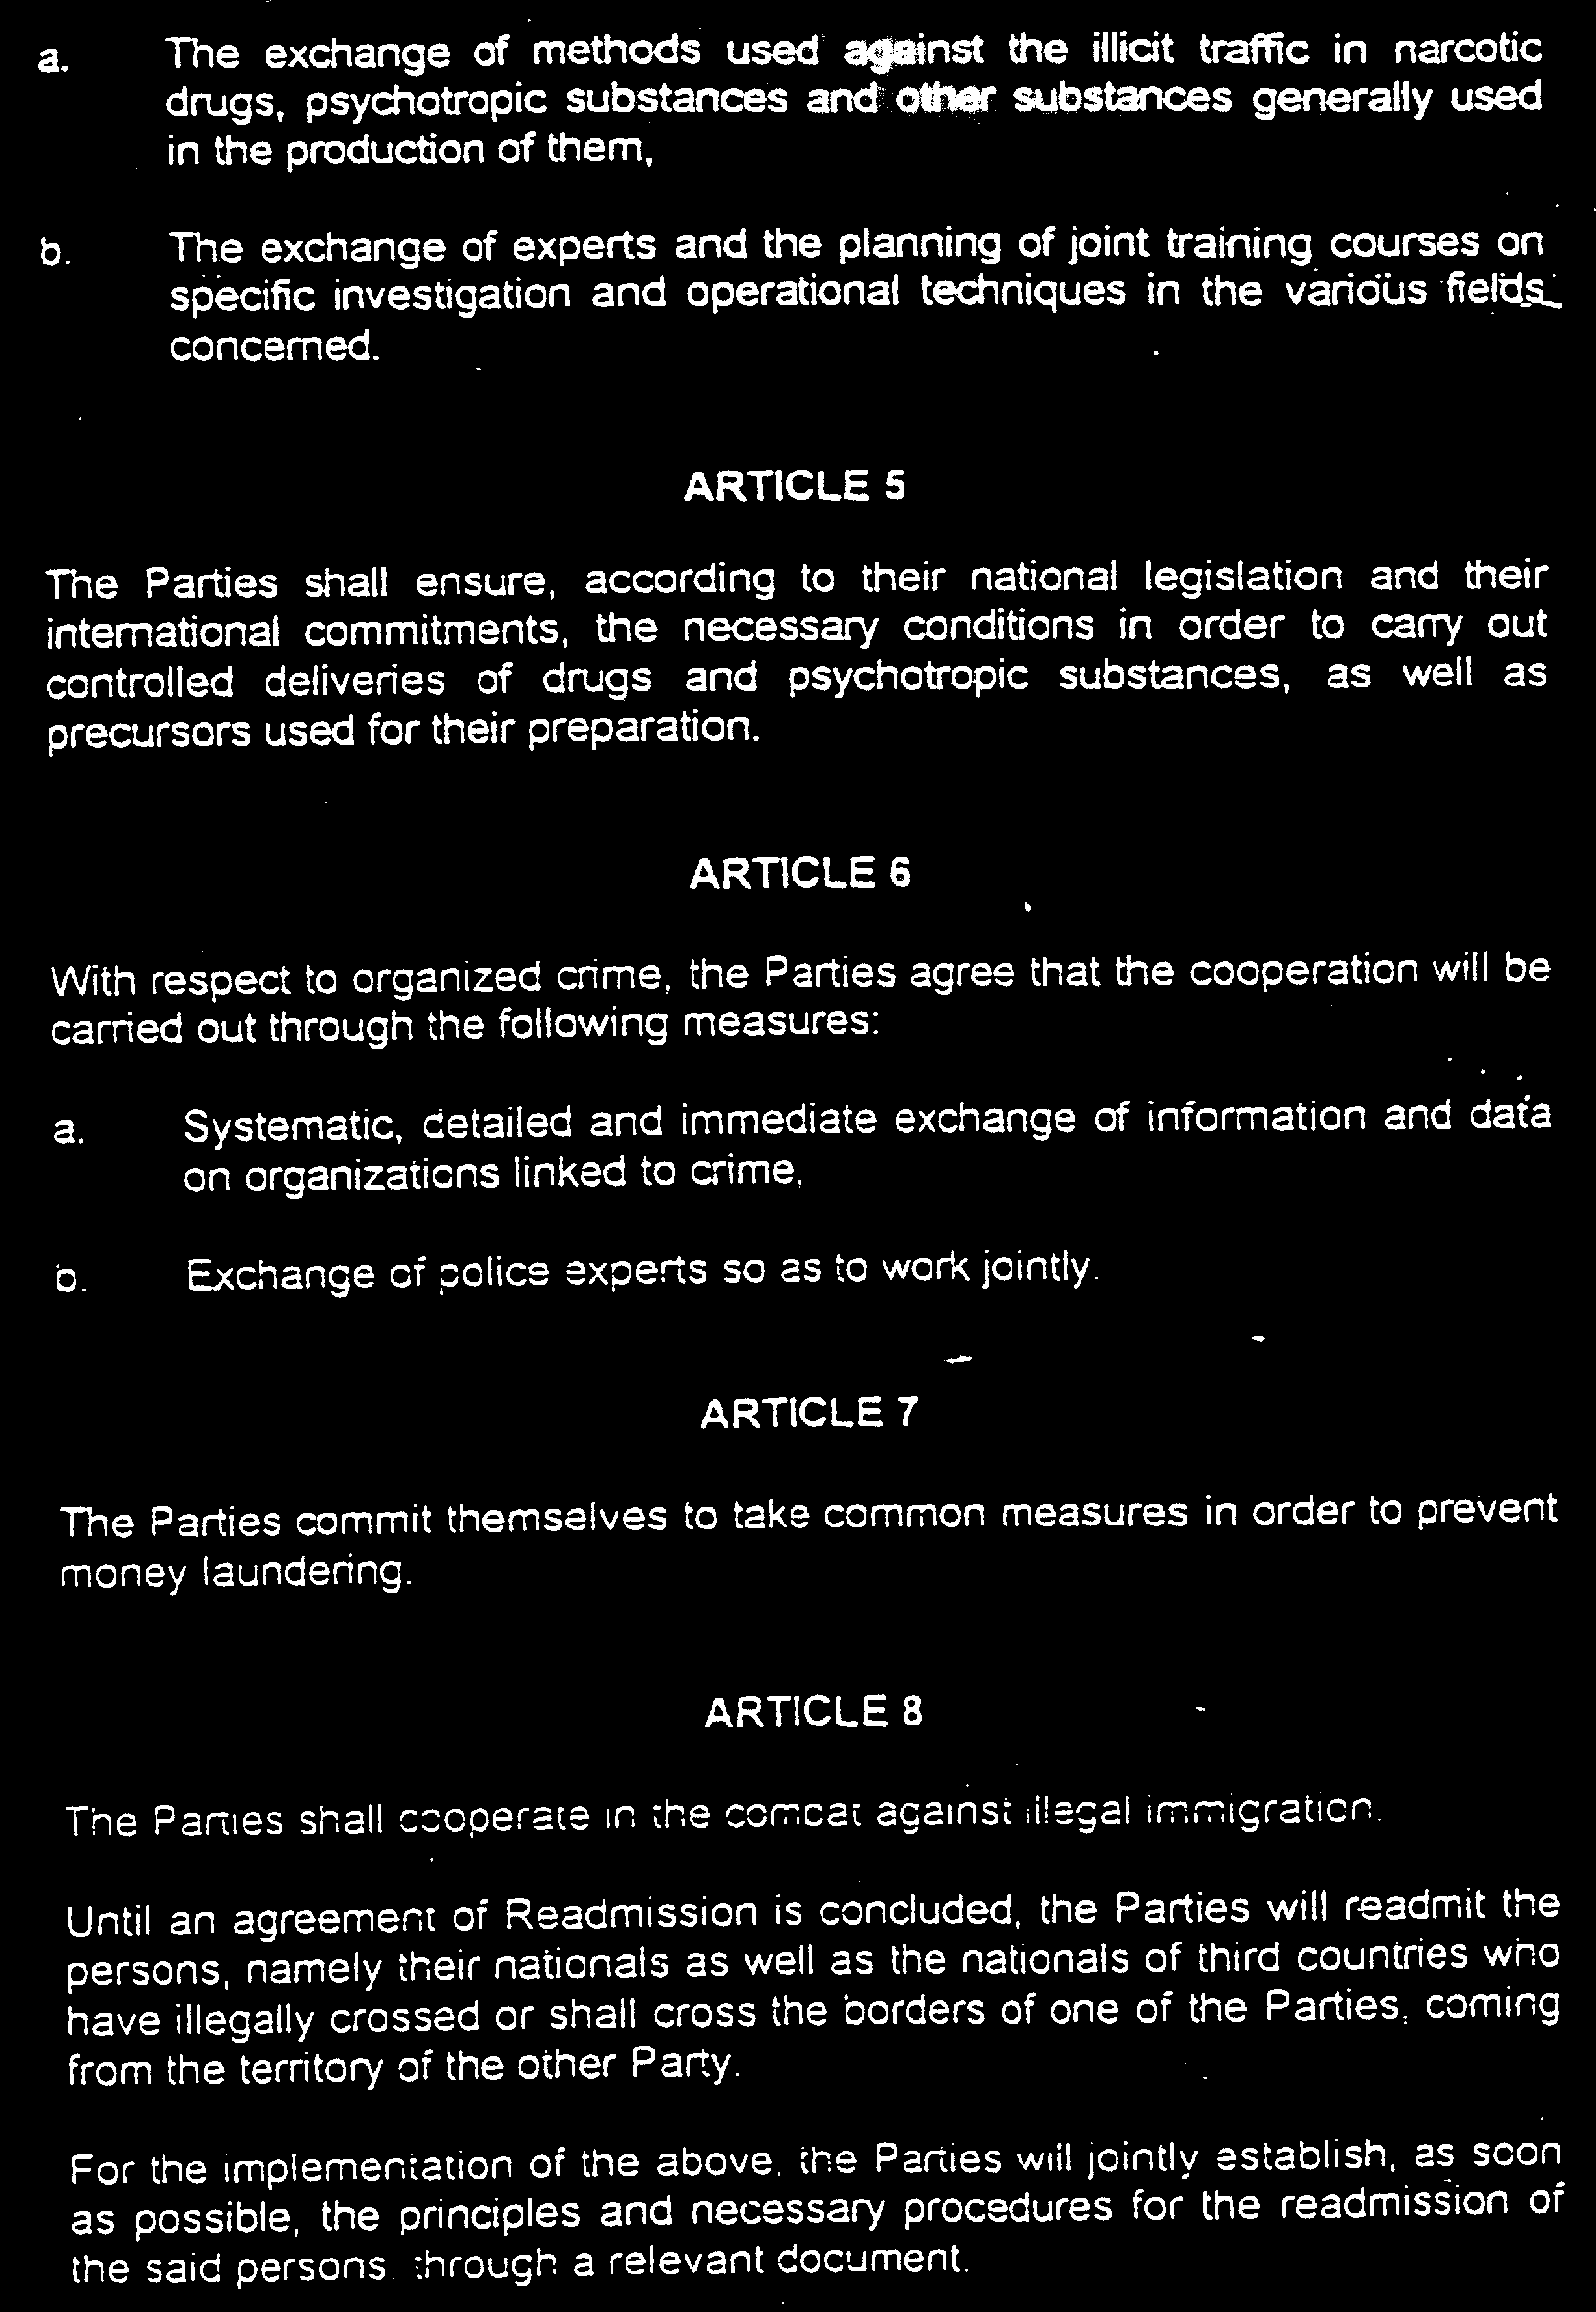 a. The exchange of methods used against the illicit traffic in narcotic
drugs, psychotropic substances and other substances generally used
in the production of them,
b. The exchange of experts and the planning of joint training courses on
specific investigation and operational techniques in the various fields
concerned.
ARTICLE 5
The Parties shall ensure, according to their national legislation and their
international commitments, the necessary conditions in order to carry out
controlled deliveries of drugs and psychotropic substances, as well as
precursors used for their preparation.
ARTICLE 6
With respect to organized crime, the Parties agree that the cooperation will be
carried out through the following measures:
a. Systematic, detailed and immediate exchange of information and data
on organizations linked to crime,
b. Exchange of police experts so as to work jointly.
ARTICLE 7
The Parties commit themselves to take common measures in order to prevent
money laundering.
ARTICLE 8
The Parties shall cooperate in the combat against illegal immigration.
Until an agreement of Readmission is concluded, the Parties will readmit the
persons, namely their nationals as well as the nationals of third countries who
have illegally crossed or shall cross the borders of one of the Parties, coming
from the territory of the other Party.
For the implementation of the above, the Parties will jointly establish, as soon
as possible, the principles and necessary procedures for the readmission of
the said persons through a relevant document.